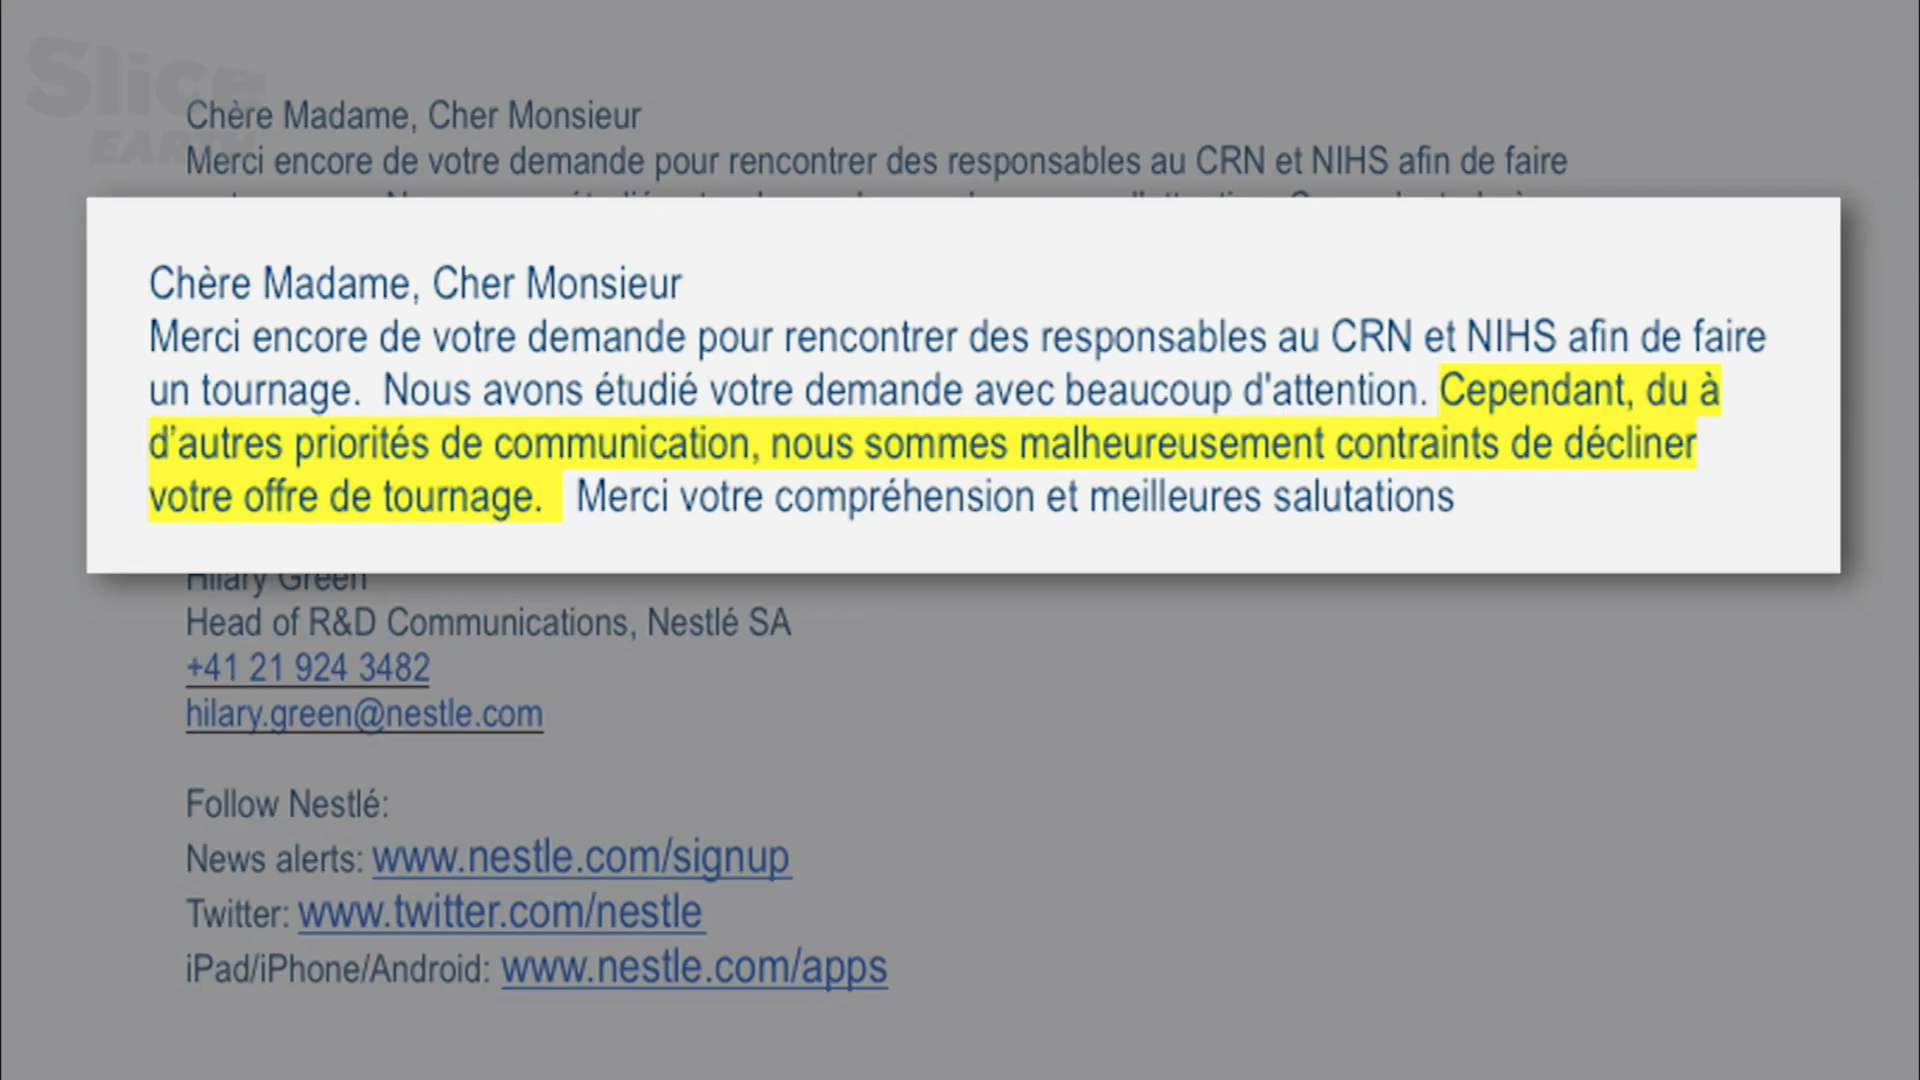 Slice
EARTH
Chère Madame, Cher Monsieur
Merci encore de votre demande pour rencontrer des responsables au CRN et NIHS afin de faire
Chère Madame, Cher Monsieur
Merci encore de votre demande pour rencontrer des responsables au CRN et NIHS afin de faire
un tournage.  Nous avons étudié votre demande avec beaucoup d'attention. Cependant, du à
d’autres priorités de communication, nous sommes malheureusement contraints de décliner
votre offre de tournage.   Merci votre compréhension et meilleures salutations
Hilary Green
Head of R&D Communications, Nestlé SA
+41 21 924 3482
hilary.green@nestle.com
Follow Nestlé:
News alerts: www.nestle.com/signup
Twitter: www.twitter.com/nestle
iPad/iPhone/Android: www.nestle.com/apps